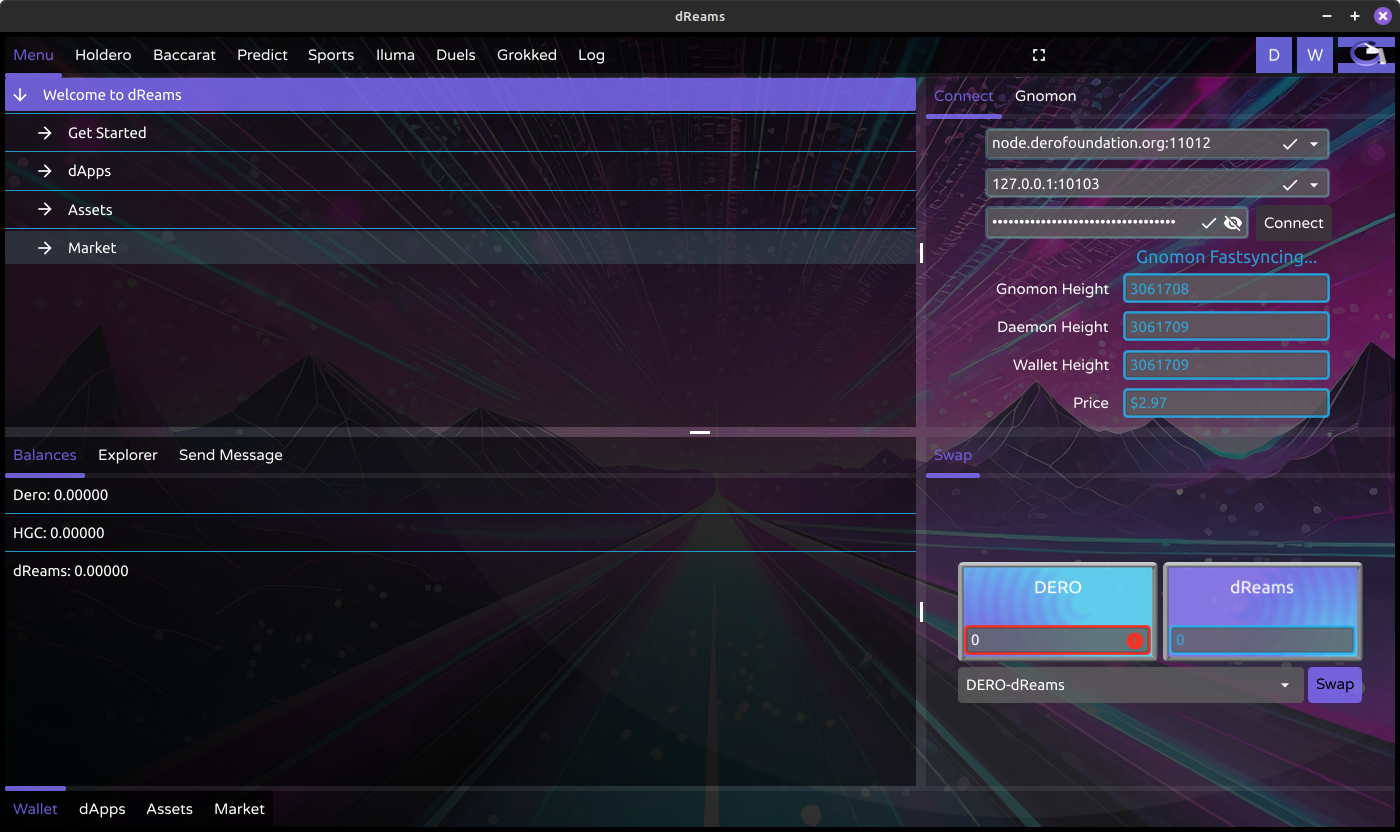 dReams
Menu Holdero Baccarat Predict Sports Iluma Duels Grokked Log D W
Welcome to dReams
Get Started
dApps
Assets
Market
Connect Gnomon
node.derofoundation.org:11012
127.0.0.1:10103
Connect
Gnomon Fastsyncing...
Gnomon Height 3061708
Daemon Height 3061709
Wallet Height 3061709
Price $2.97
Balances Explorer Send Message
Dero: 0.00000
HGC: 0.00000
dReams: 0.00000
Swap
DERO dReams
0 0
DERO-dReams Swap
Wallet dApps Assets Market